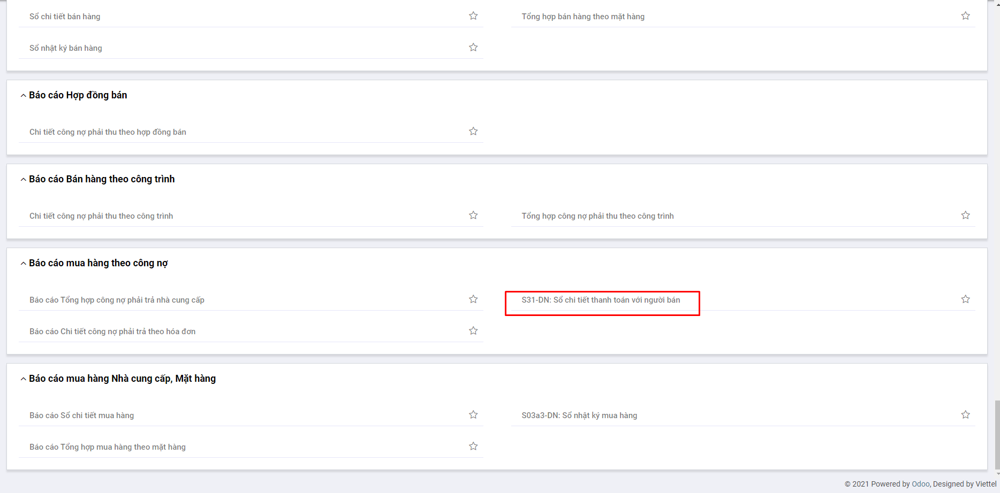 Sổ chi tiết bán hàng
Tổng hợp bán hàng theo mặt hàng
Sổ nhật ký bán hàng
Báo cáo Hợp đồng bán
Chi tiết công nợ phải thu theo hợp đồng bán
Báo cáo Bán hàng theo công trình
Chi tiết công nợ phải thu theo công trình
Tổng hợp công nợ phải thu theo công trình
Báo cáo mua hàng theo công nợ
Báo cáo Tổng hợp công nợ phải trả nhà cung cấp
S31-DN: Sổ chi tiết thanh toán với người bán
Báo cáo Chi tiết công nợ phải trả theo hóa đơn
Báo cáo mua hàng Nhà cung cấp, Mặt hàng
Báo cáo Sổ chi tiết mua hàng
S03a3-DN: Sổ nhật ký mua hàng
Báo cáo Tổng hợp mua hàng theo mặt hàng
© 2021 Powered by Odoo, Designed by Viettel